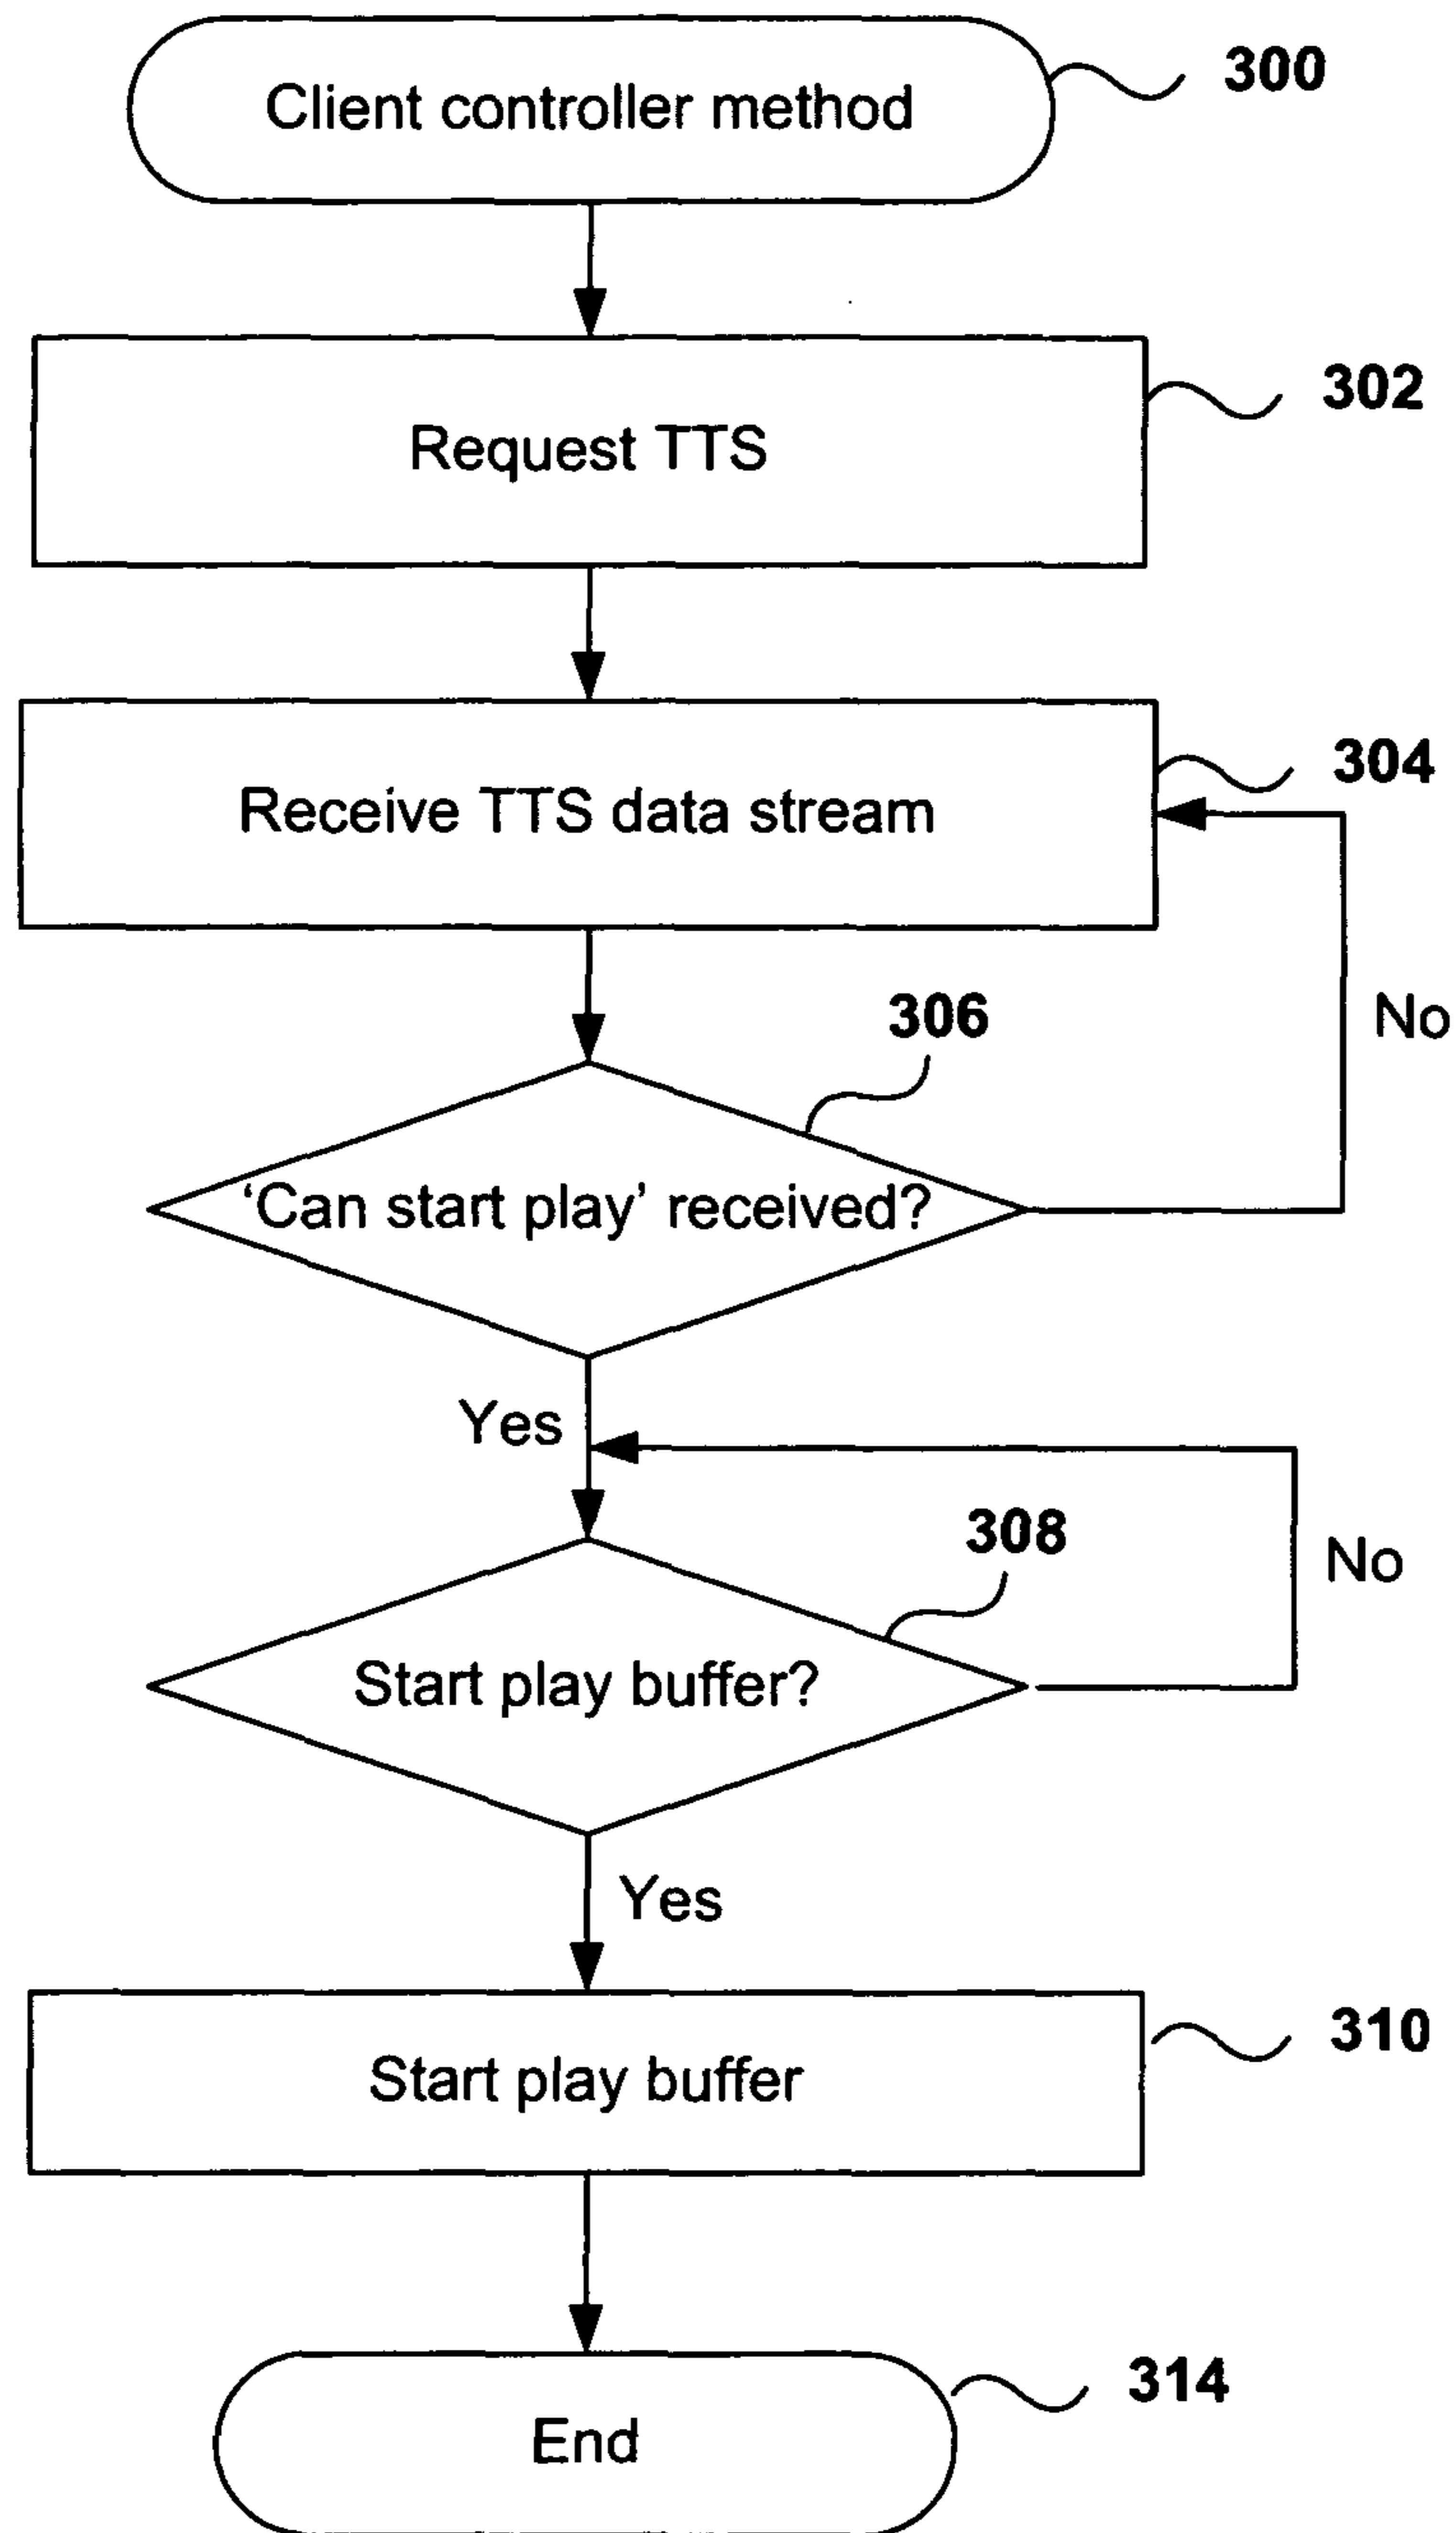 Client controller method
300
Request TTS
302
Receive TTS data stream
304
306
No
‘Can start play’ received?
Yes
308
No
Start play buffer?
Yes
Start play buffer
310
End
314